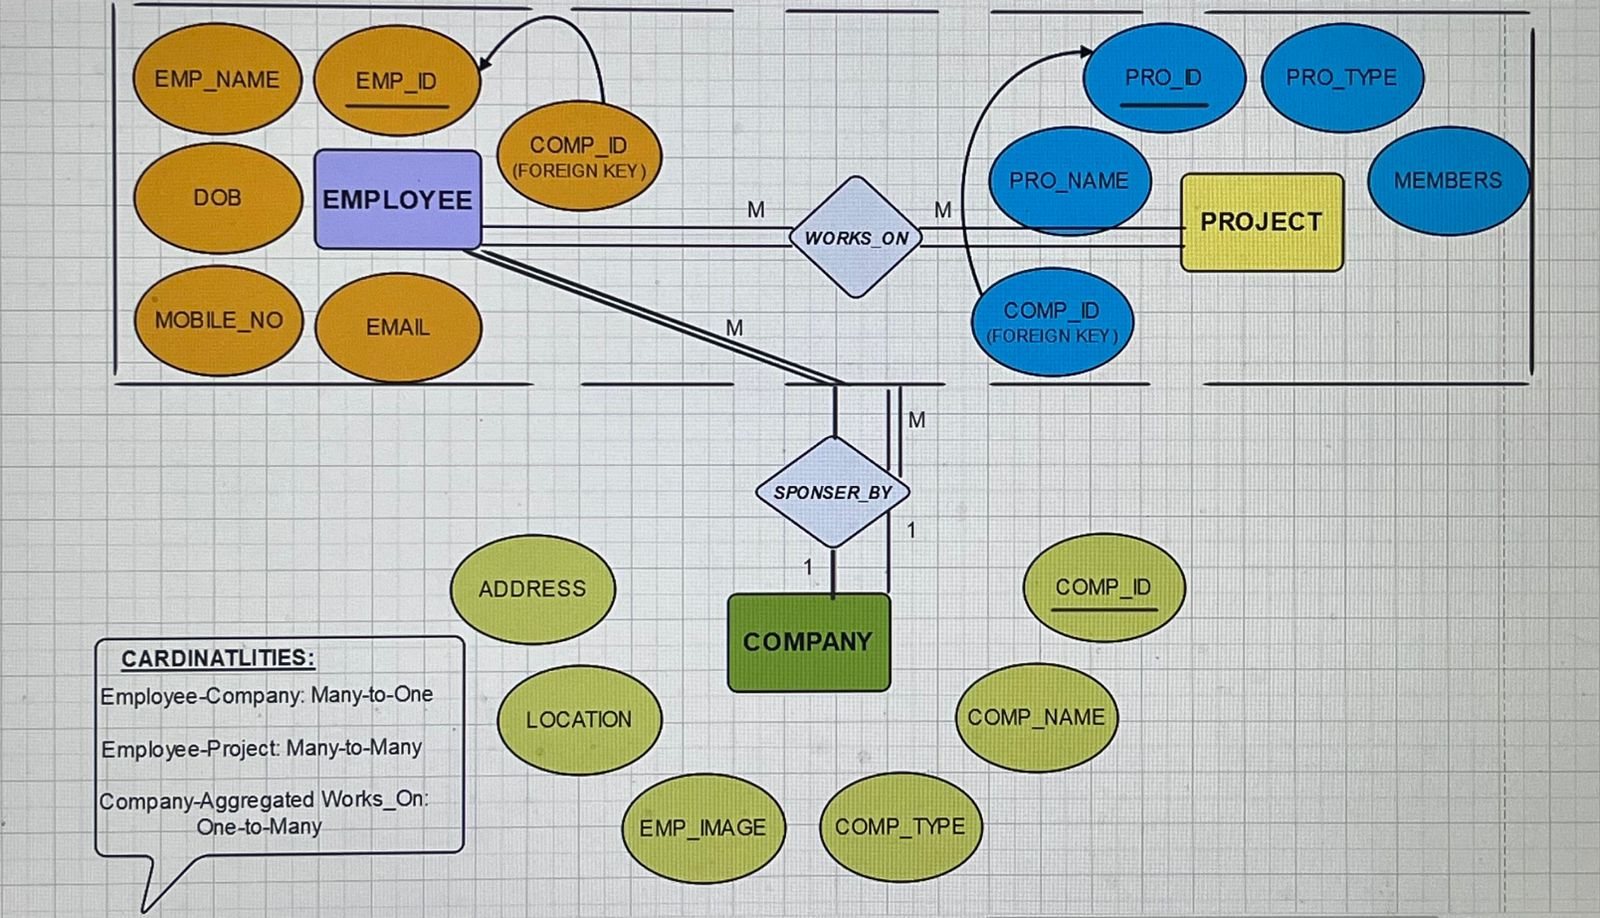 EMP_NAME
EMP_ID
COMP_ID
(FOREIGN KEY)
DOB
EMPLOYEE
MOBILE_NO
EMAIL
M
WORKS_ON
M
PRO_ID
PRO_TYPE
PRO_NAME
MEMBERS
PROJECT
COMP_ID
(FOREIGN KEY)
M
M
SPONSER_BY
1
1
ADDRESS
COMP_ID
COMPANY
LOCATION
COMP_NAME
EMP_IMAGE
COMP_TYPE
CARDINATLITIES:
Employee-Company: Many-to-One
Employee-Project: Many-to-Many
Company-Aggregated Works_On:
One-to-Many